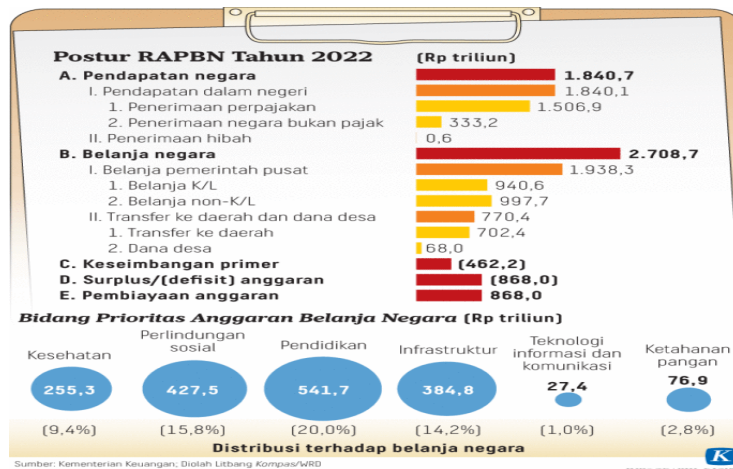 Postur RAPBN Tahun 2022 (Rp triliun)
A. Pendapatan negara 1.840,7
I. Pendapatan dalam negeri 1.840,1
1. Penerimaan perpajakan 1.506,9
2. Penerimaan negara bukan pajak 333,2
II. Penerimaan hibah 0,6
B. Belanja negara 2.708,7
I. Belanja pemerintah pusat 1.938,3
1. Belanja K/L 940,6
2. Belanja non-K/L 997,7
II. Transfer ke daerah dan dana desa 770,4
1. Transfer ke daerah 702,4
2. Dana desa 68,0
C. Keseimbangan primer (462,2)
D. Surplus/(defisit) anggaran (868,0)
E. Pembiayaan anggaran 868,0
Bidang Prioritas Anggaran Belanja Negara (Rp triliun)
Kesehatan
255,3
(9,4%)
Perlindungan
sosial
427,5
(15,8%)
Pendidikan
541,7
(20,0%)
Infrastruktur
384,8
(14,2%)
Teknologi
informasi dan
komunikasi
27,4
(1,0%)
Ketahanan
pangan
76,9
(2,8%)
Distribusi terhadap belanja negara
K
Sumber: Kementerian Keuangan; Diolah Litbang Kompas/WRD